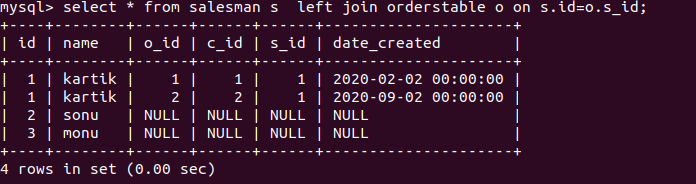 mysql> select * from salesman s  left join orderstable o on s.id=o.s_id;
+----+--------+------+------+------+---------------------+
| id | name   | o_id | c_id | s_id | date_created        |
+----+--------+------+------+------+---------------------+
|  1 | kartik |    1 |    1 |    1 | 2020-02-02 00:00:00 |
|  1 | kartik |    2 |    2 |    1 | 2020-09-02 00:00:00 |
|  2 | sonu   | NULL | NULL | NULL | NULL                |
|  3 | monu   | NULL | NULL | NULL | NULL                |
+----+--------+------+------+------+---------------------+
4 rows in set (0.00 sec)